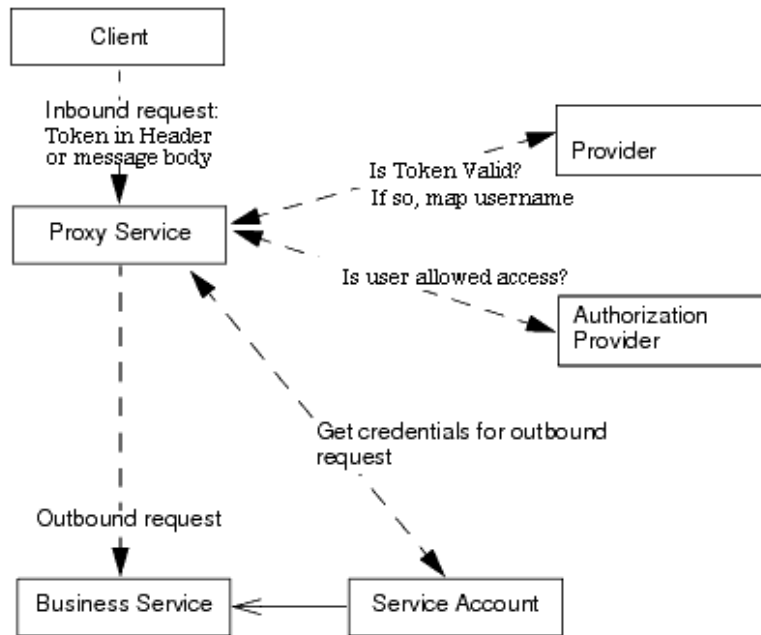 Client
Inbound request:
Token in Header
or message body
Is Token Valid?
If so, map username
Provider
Proxy Service
Is user allowed access?
Authorization
Provider
Get credentials for outbound
request
Outbound request
Business Service
Service Account